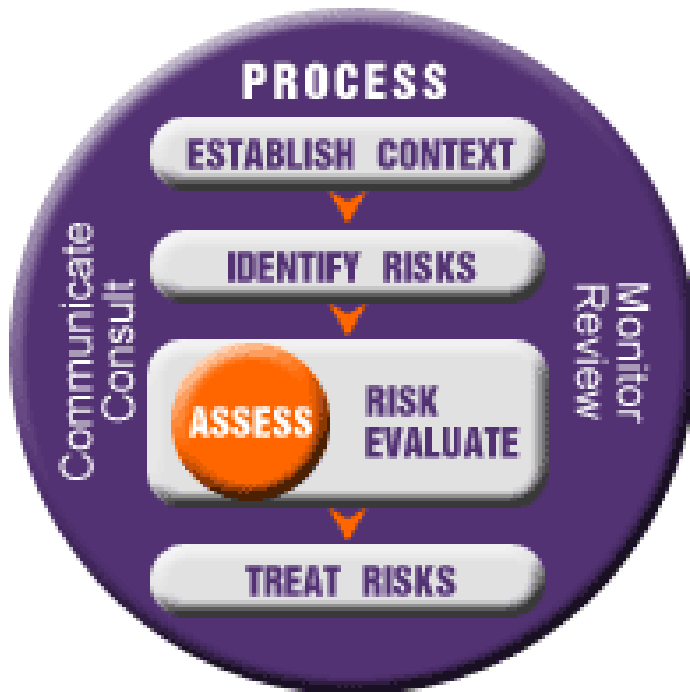 PROCESS
ESTABLISH CONTEXT
IDENTIFY RISKS
ASSESS
RISK
EVALUATE
TREAT RISKS
Communicate
Consult
Monitor
Review